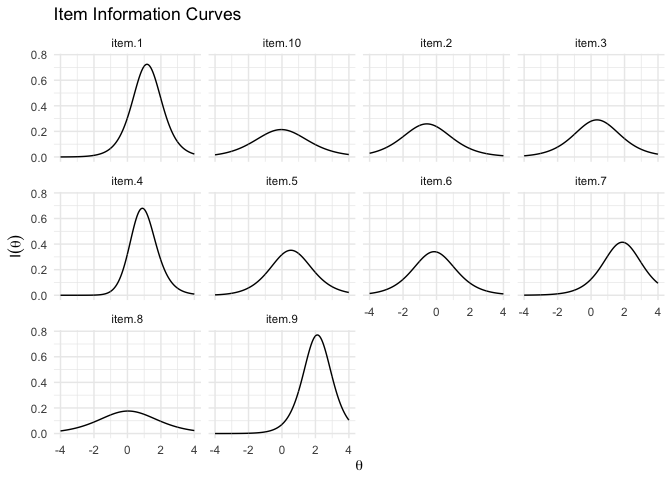 Item Information Curves
item.1 item.10 item.2 item.3
0.8
0.6
0.4
0.2
0.0
item.4 item.5 item.6 item.7
0.8
0.6
0.4
0.2
0.0
-4 -2 0 2 4 -4 -2 0 2 4
item.8 item.9
0.8
0.6
0.4
0.2
0.0
-4 -2 0 2 4 -4 -2 0 2 4
I(θ)
θ